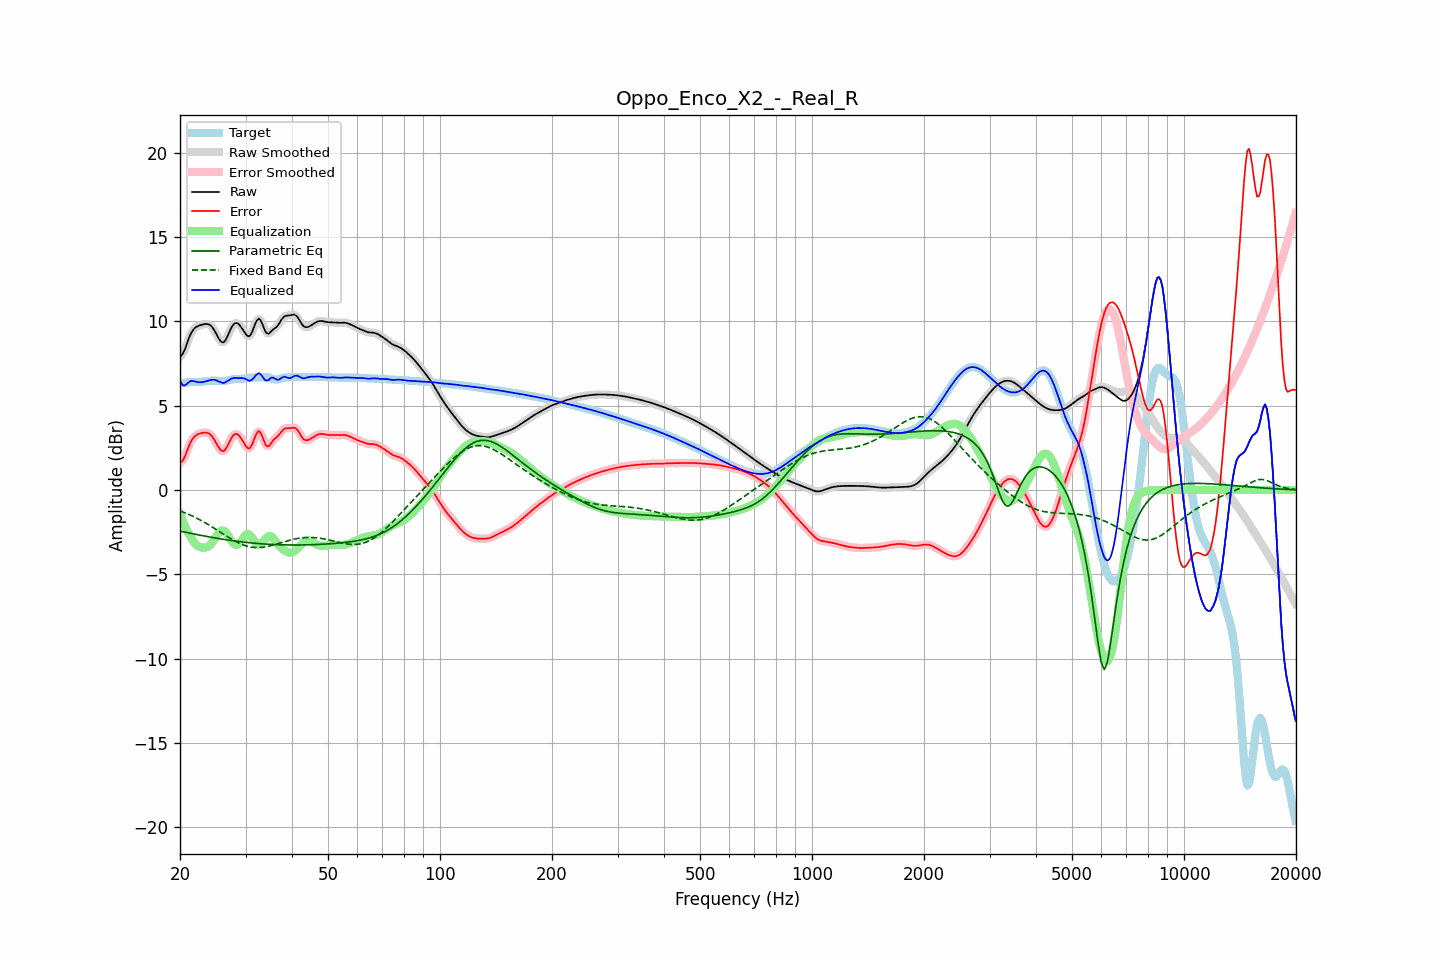 Oppo_Enco_X2_-_Real_R
Target
Raw Smoothed
Error Smoothed
Raw
Error
Equalization
Parametric Eq
Fixed Band Eq
Equalized
20
15
10
5
0
−5
−10
−15
−20
Amplitude (dBr)
20
50
100
200
500
1000
2000
5000
10000
20000
Frequency (Hz)